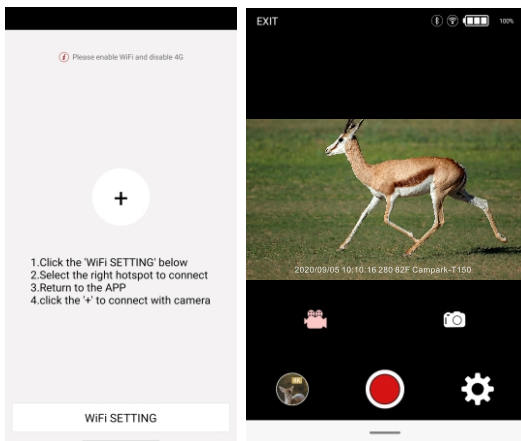 Please enable WiFi and disable 4G
+
1.Click the 'WiFi SETTING' below
2.Select the right hotspot to connect
3.Return to the APP
4.click the '+' to connect with camera
WiFi SETTING
EXIT
100%
2020/09/05 10:10:16 280 82F Campark-T150